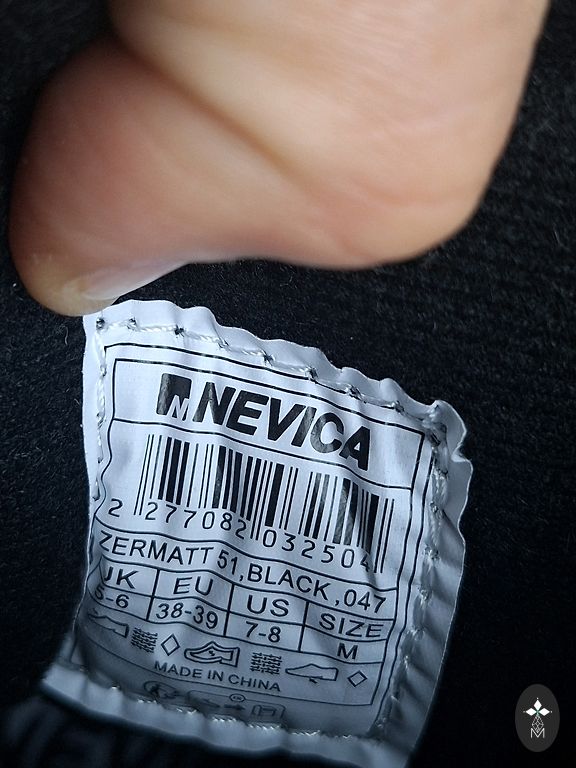 NEVICA
2 277082 032504
ZERMATT 51,BLACK ,047
UK EU US SIZE
5-6 38-39 7-8 M
MADE IN CHINA
M